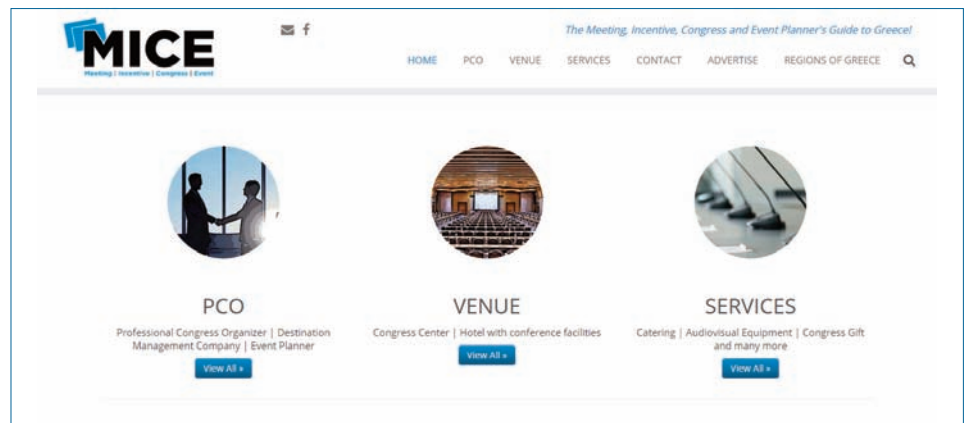 MICE
Meeting | Incentive | Congress | Event
The Meeting, Incentive, Congress and Event Planner's Guide to Greece!
HOME PCO VENUE SERVICES CONTACT ADVERTISE REGIONS OF GREECE
PCO
Professional Congress Organizer | Destination
Management Company | Event Planner
View All »
VENUE
Congress Center | Hotel with conference facilities
View All »
SERVICES
Catering | Audiovisual Equipment | Congress Gift
and many more
View All »